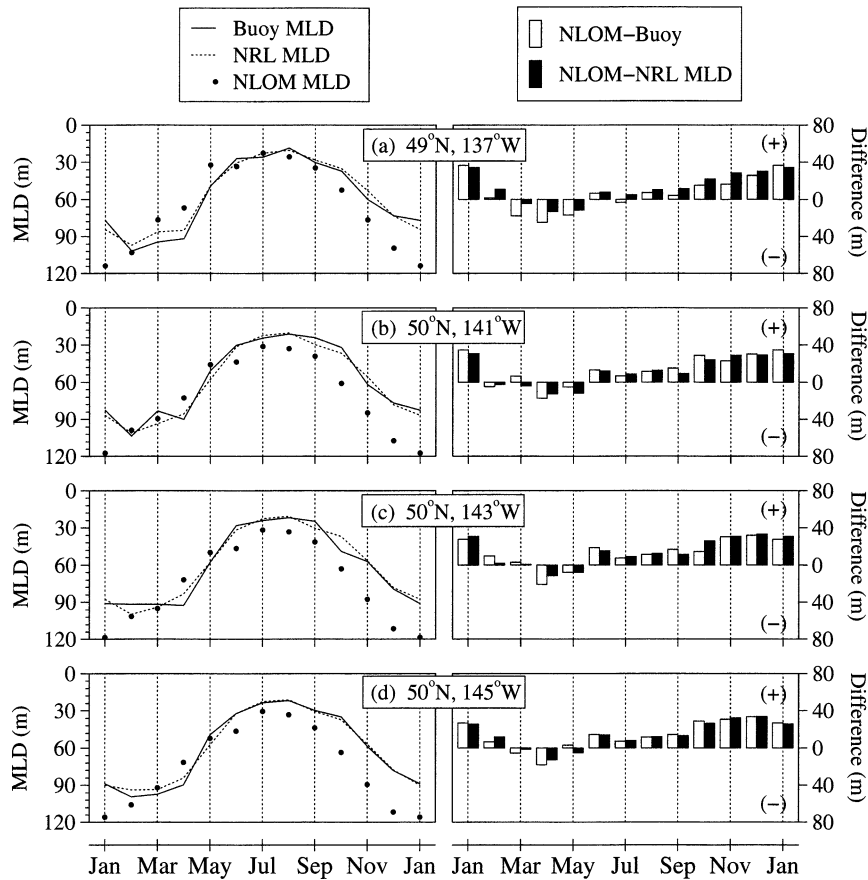 Buoy MLD
NRL MLD
NLOM MLD
NLOM−Buoy
NLOM−NRL MLD
MLD (m)
0
30
60
90
120
(a) 49°N, 137°W
(+)
(−)
80
40
0
40
80
Difference (m)
MLD (m)
0
30
60
90
120
(b) 50°N, 141°W
(+)
(−)
80
40
0
40
80
Difference (m)
MLD (m)
0
30
60
90
120
(c) 50°N, 143°W
(+)
(−)
80
40
0
40
80
Difference (m)
MLD (m)
0
30
60
90
120
(d) 50°N, 145°W
(+)
(−)
80
40
0
40
80
Difference (m)
Jan Mar May Jul Sep Nov Jan
Jan Mar May Jul Sep Nov Jan